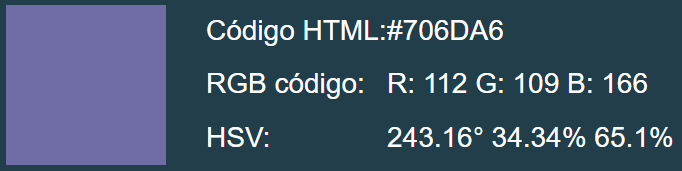 Código HTML:#706DA6
RGB código: R: 112 G: 109 B: 166
HSV: 243.16° 34.34% 65.1%